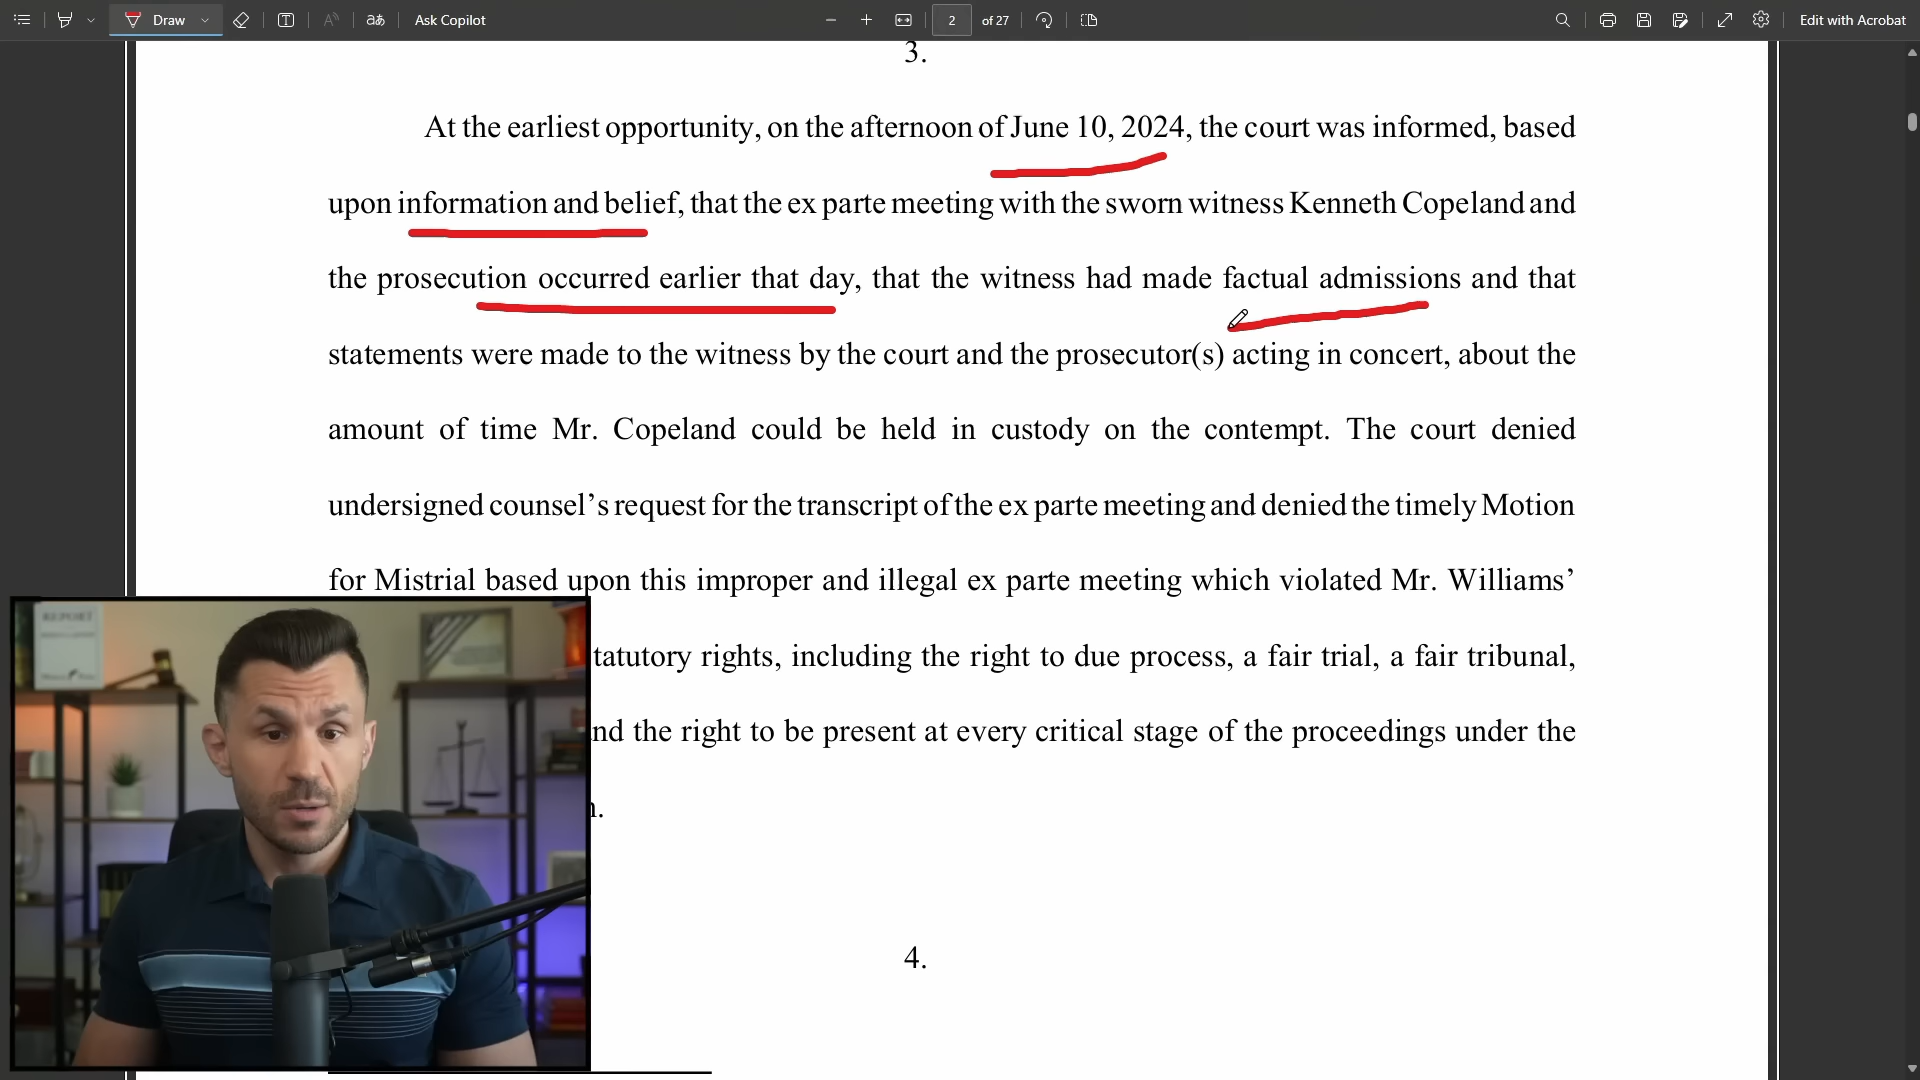 Draw
aあ
Ask Copilot
2
of 27
Edit with Acrobat
3.
At the earliest opportunity, on the afternoon of June 10, 2024, the court was informed, based
upon information and belief, that the ex parte meeting with the sworn witness Kenneth Copeland and
the prosecution occurred earlier that day, that the witness had made factual admissions and that
statements were made to the witness by the court and the prosecutor(s) acting in concert, about the
amount of time Mr. Copeland could be held in custody on the contempt. The court denied
undersigned counsel’s request for the transcript of the ex parte meeting and denied the timely Motion
for Mistrial based upon this improper and illegal ex parte meeting which violated Mr. Williams’
tatutory rights, including the right to due process, a fair trial, a fair tribunal,
nd the right to be present at every critical stage of the proceedings under the
REPORT
4.